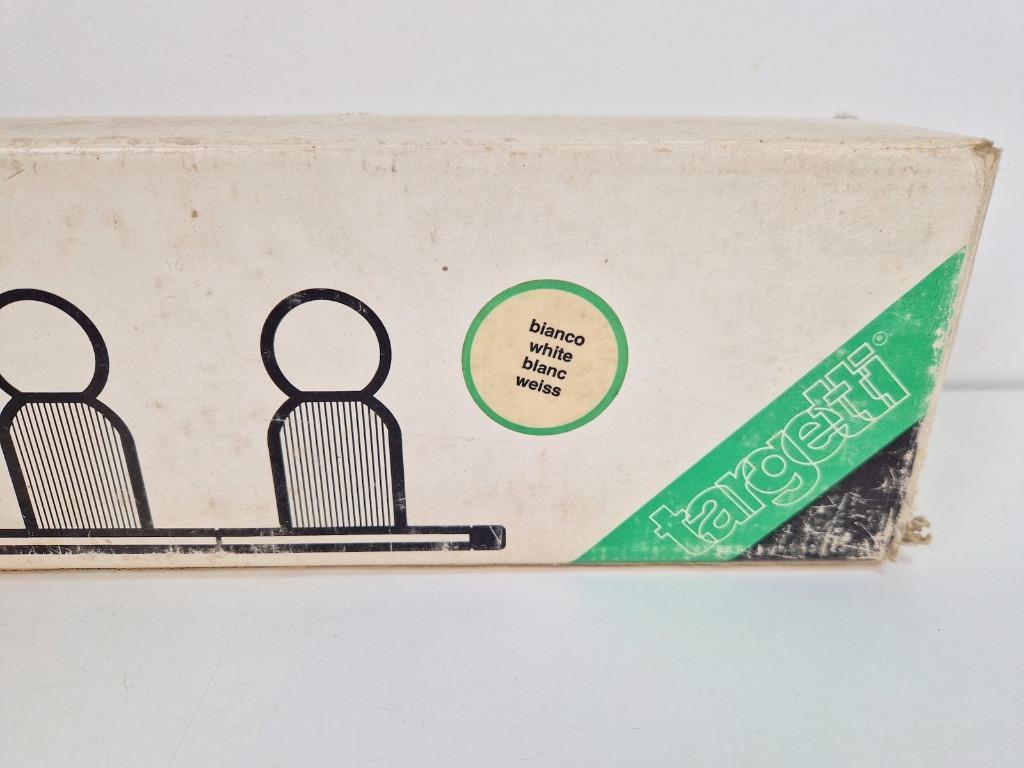 bianco
white
blanc
weiss
targetti®